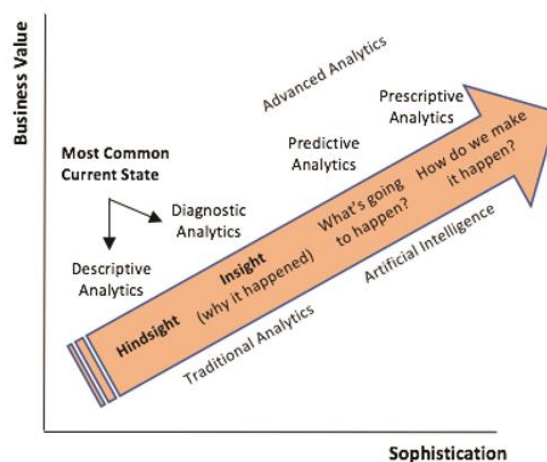 Business Value
Advanced Analytics
Prescriptive
Analytics
Predictive
Analytics
Most Common
Current State
Diagnostic
Analytics
Descriptive
Analytics
Hindsight
Insight
(why it happened)
What's going
to happen?
How do we make
it happen?
Traditional Analytics
Artificial Intelligence
Sophistication